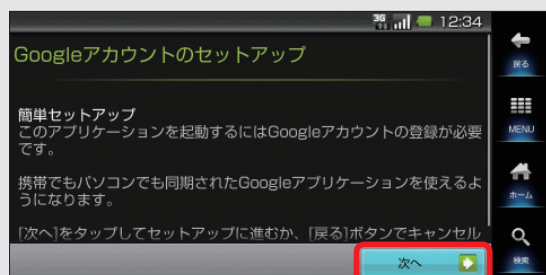 3G 12:34
Googleアカウントのセットアップ
簡単セットアップ
このアプリケーションを起動するにはGoogleアカウントの登録が必要
です。
携帯でもパソコンでも同期されたGoogleアプリケーションを使えるよ
うになります。
[次へ]をタップしてセットアップに進むか、[戻る]ボタンでキャンセル
次へ
戻る
MENU
ホーム
検索